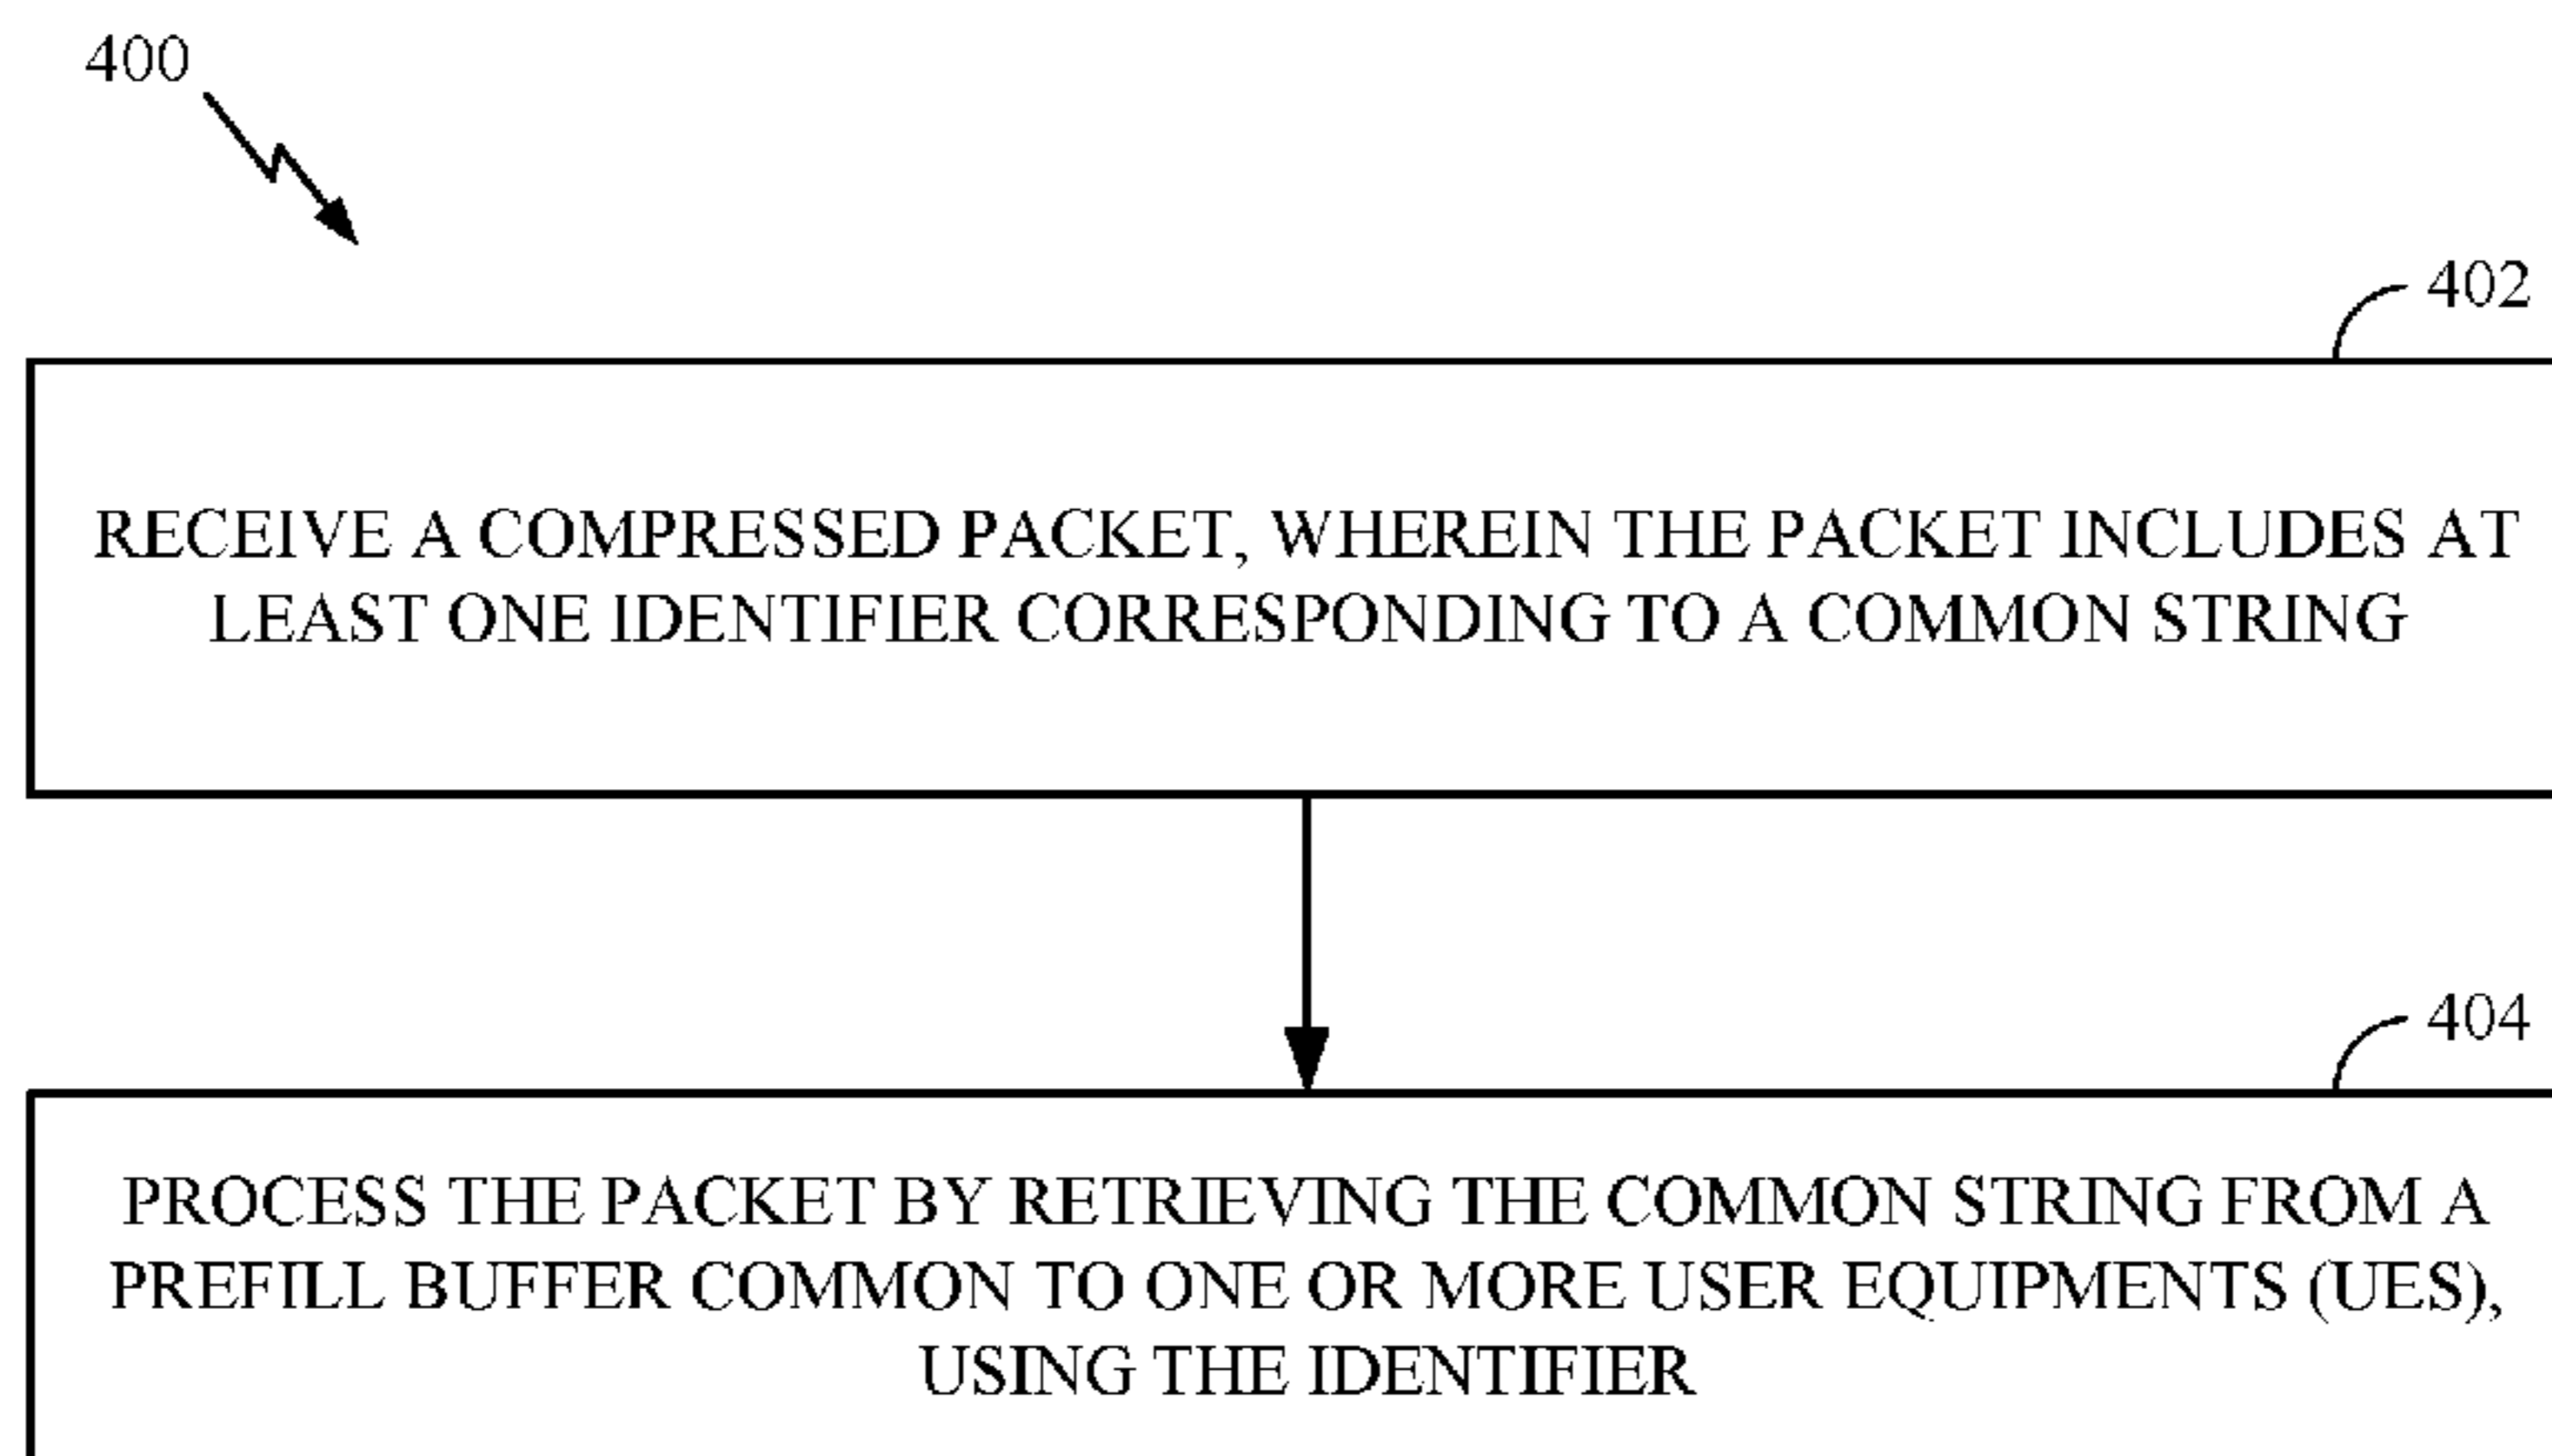 400
402
RECEIVE A COMPRESSED PACKET, WHEREIN THE PACKET INCLUDES AT
LEAST ONE IDENTIFIER CORRESPONDING TO A COMMON STRING
404
PROCESS THE PACKET BY RETRIEVING THE COMMON STRING FROM A
PREFILL BUFFER COMMON TO ONE OR MORE USER EQUIPMENTS (UES),
USING THE IDENTIFIER